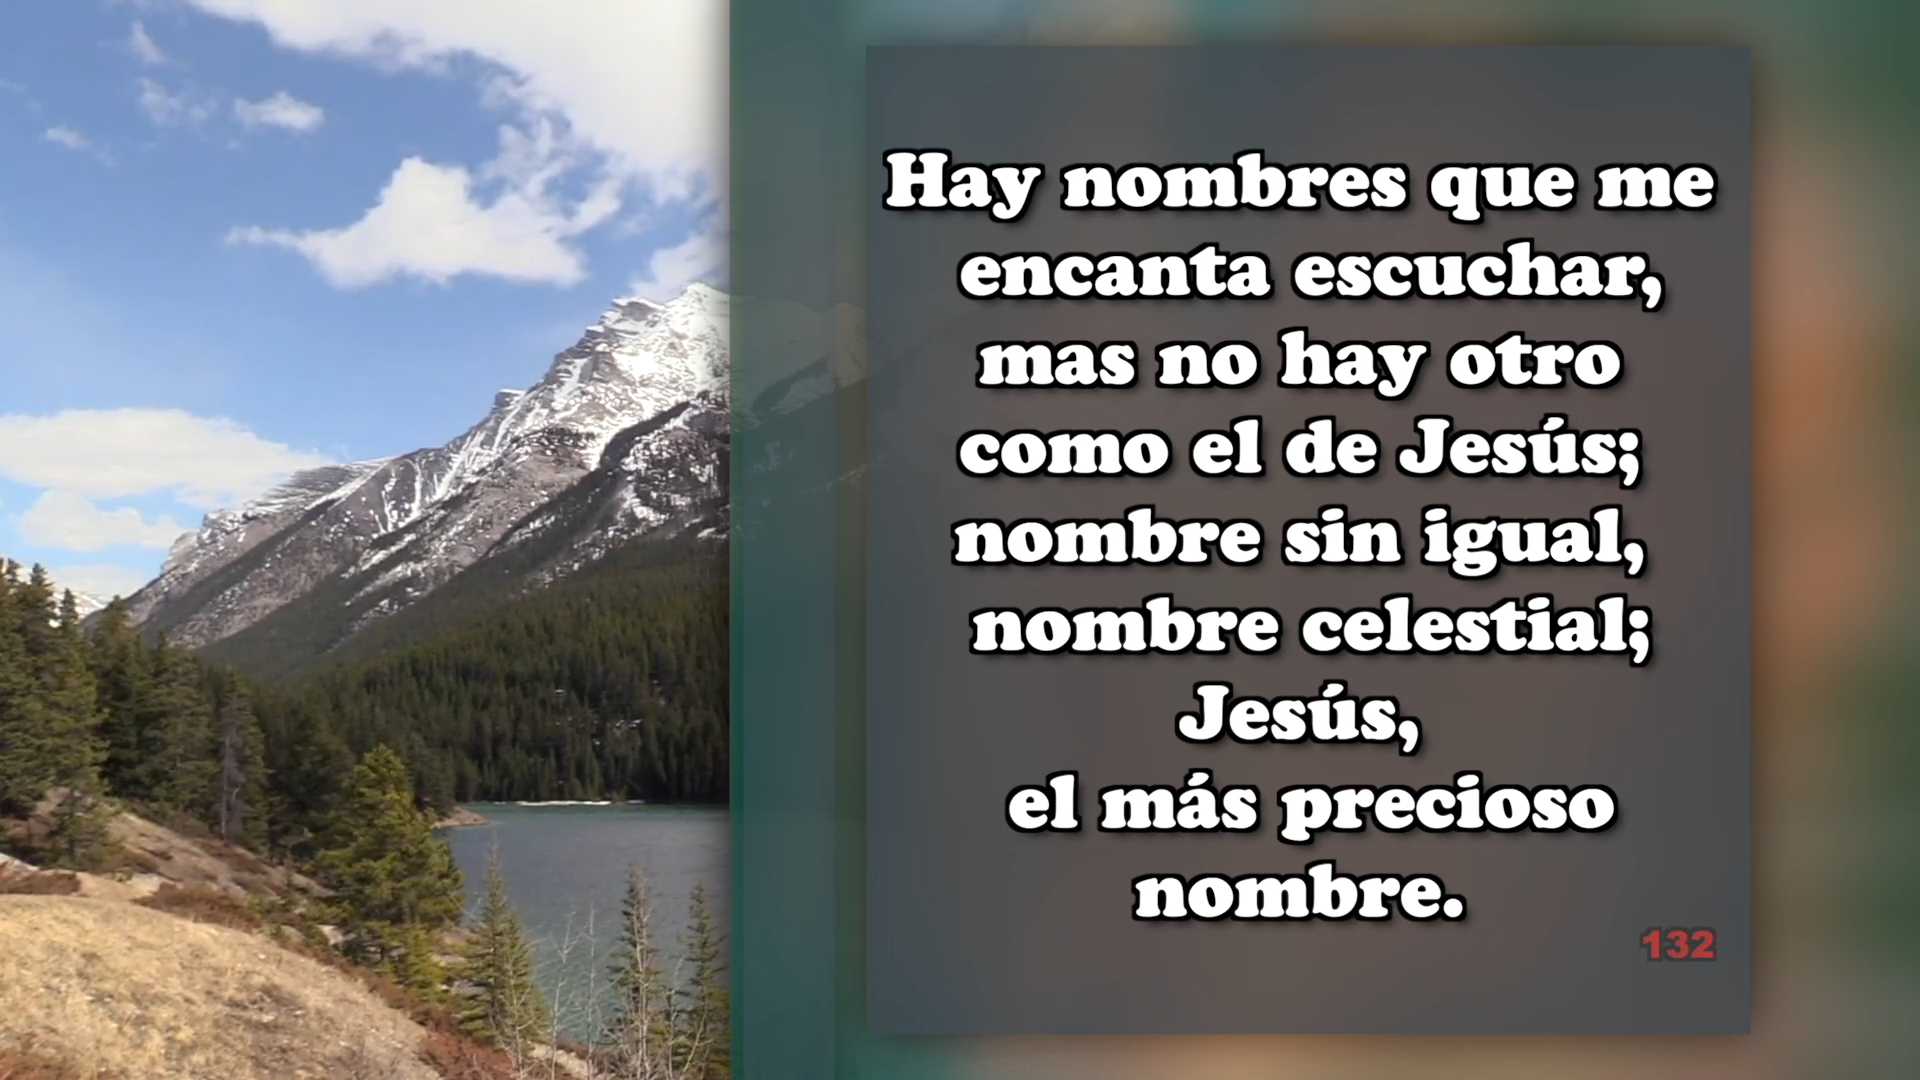 Hay nombres que me
encanta escuchar,
mas no hay otro
como el de Jesús;
nombre sin igual,
nombre celestial;
Jesús,
el más precioso
nombre.
132